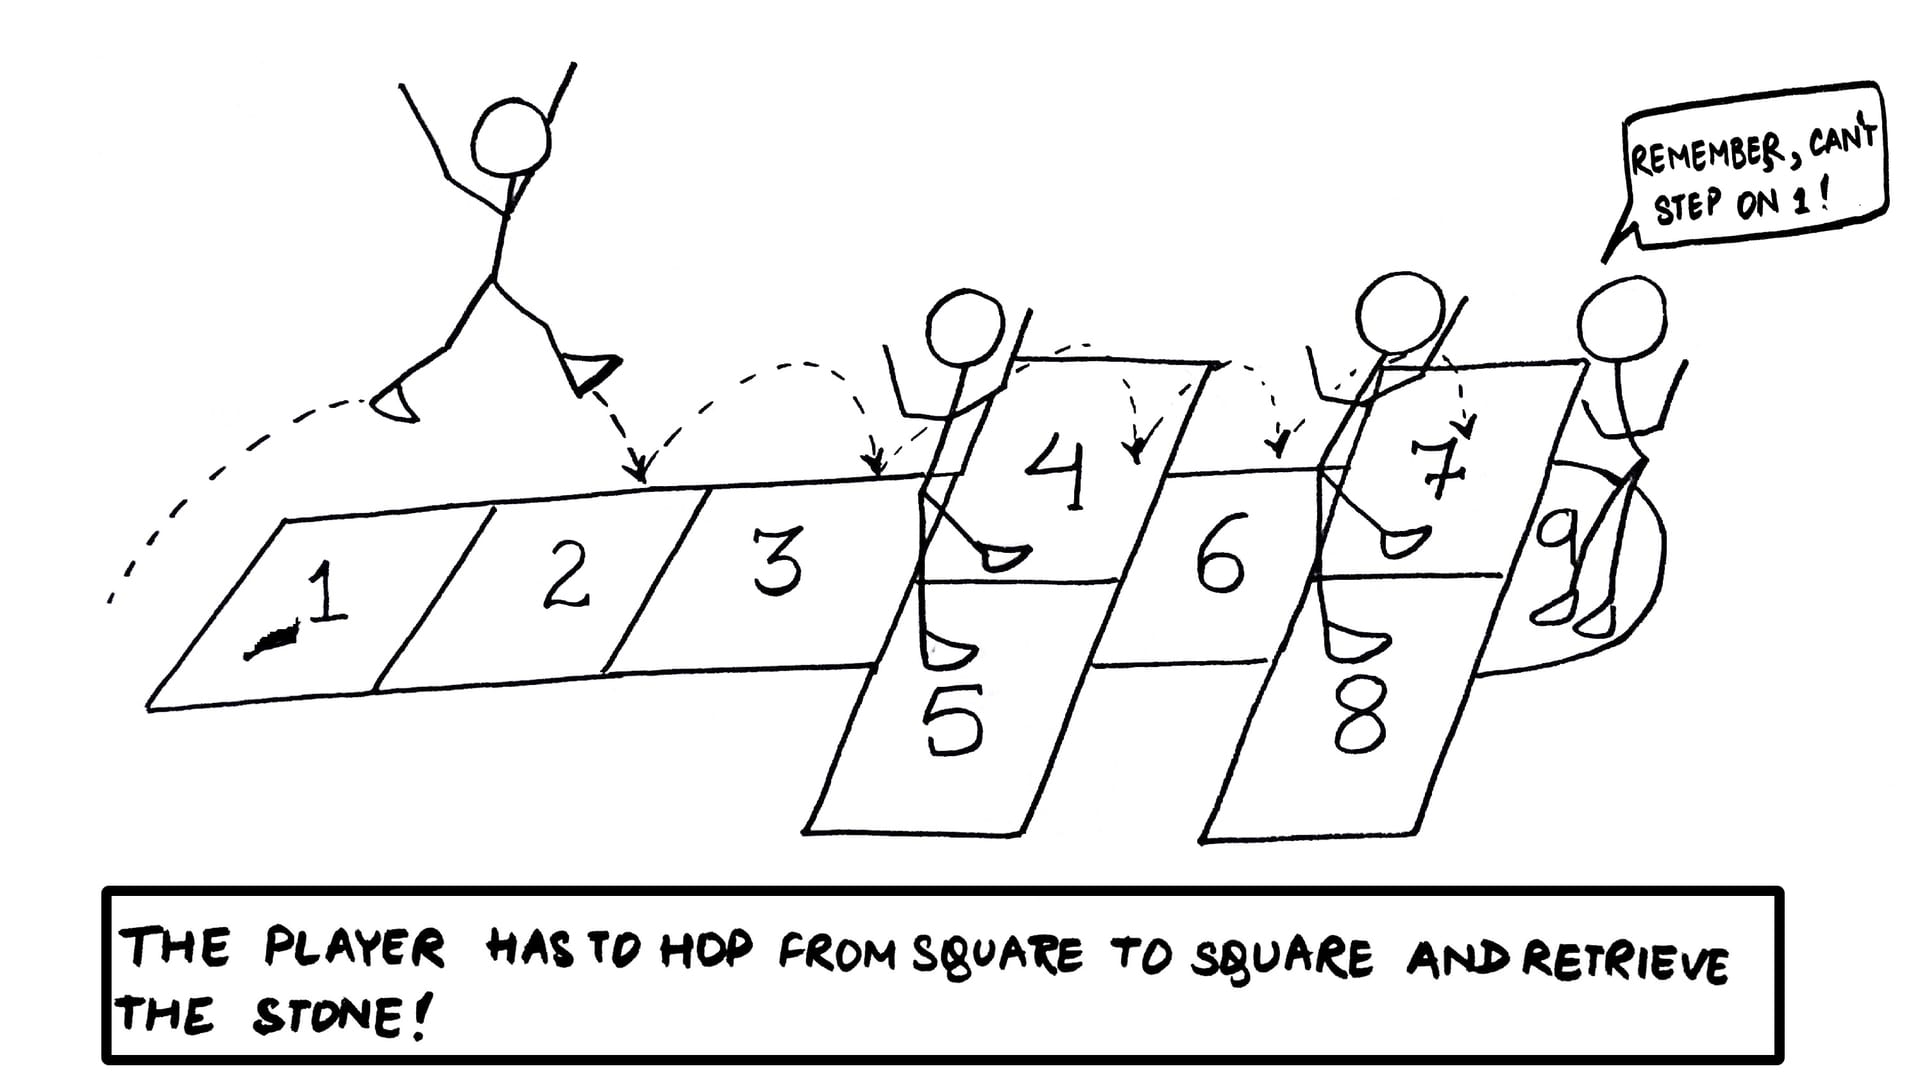 REMEMBER, CAN'T
STEP ON 1!
1
2
3
4
5
6
7
8
9
THE PLAYER HAS TO HOP FROM SQUARE TO SQUARE AND RETRIEVE
THE STONE!